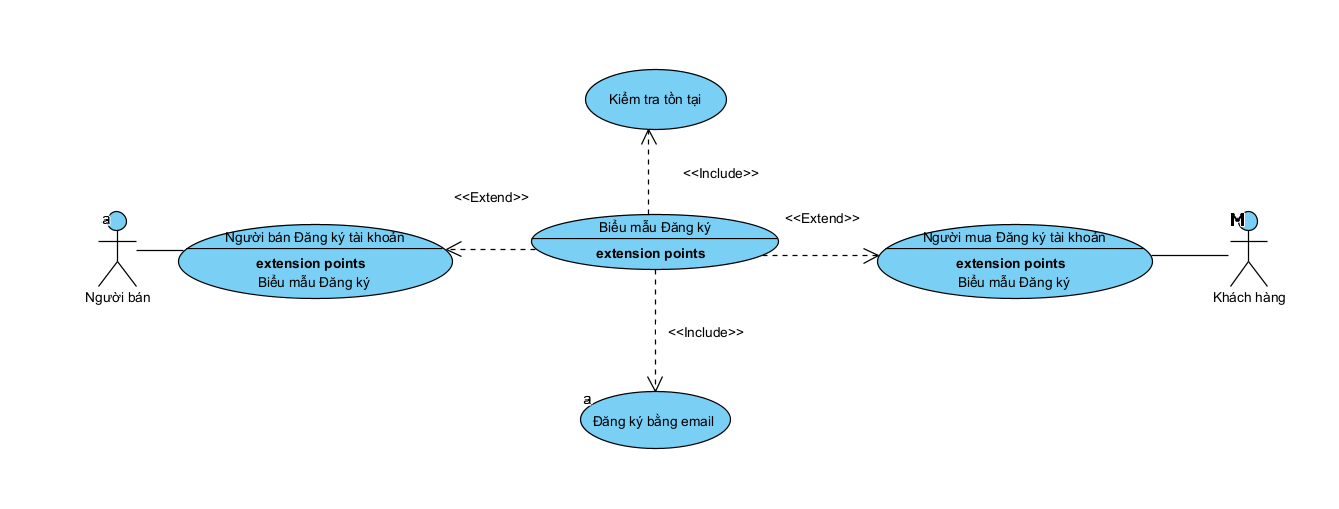 Kiểm tra tồn tại
<<Include>>
<<Extend>>
<<Extend>>
a
Người bán
Người bán Đăng ký tài khoản
extension points
Biểu mẫu Đăng ký
Biểu mẫu Đăng ký
extension points
Người mua Đăng ký tài khoản
extension points
Biểu mẫu Đăng ký
M
Khách hàng
<<Include>>
a
Đăng ký bằng email